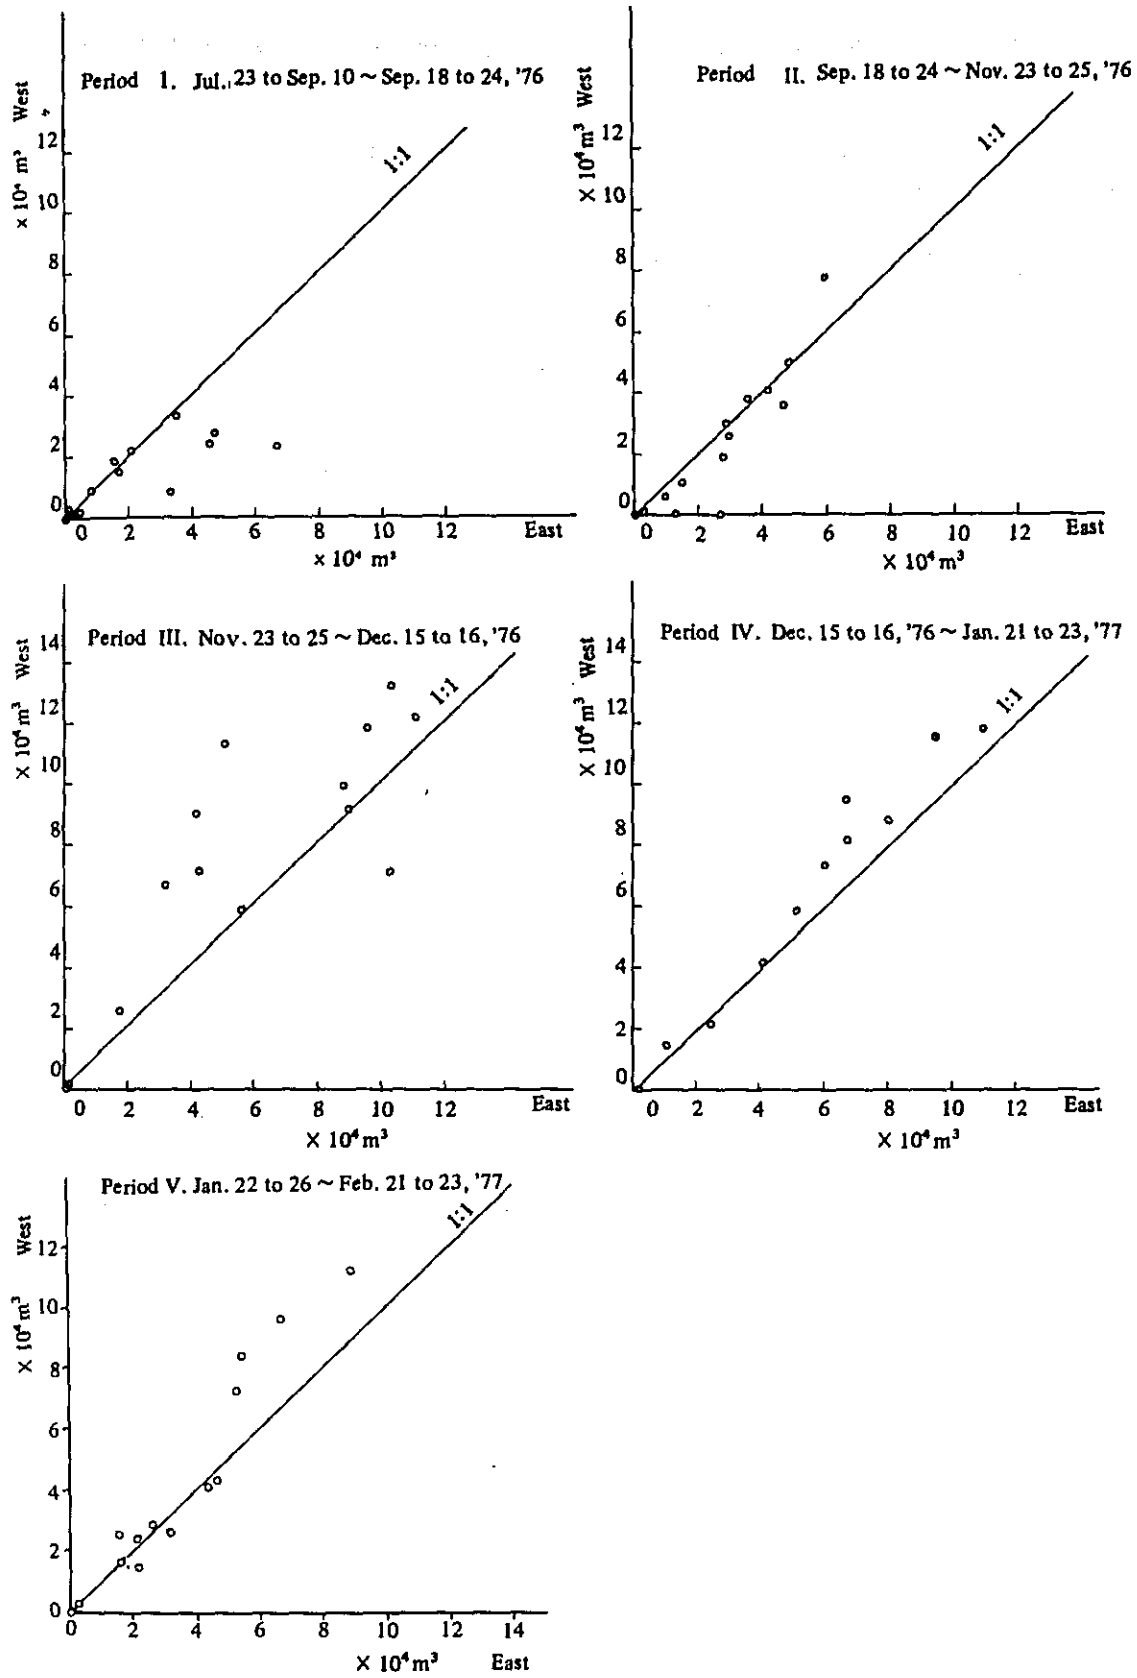 Period I. Jul. 23 to Sep. 10 ~ Sep. 18 to 24, '76
× 10⁴ m³ West
12
10
8
6
4
2
0
1:1
0 2 4 6 8 10 12 East
× 10⁴ m³
Period II. Sep. 18 to 24 ~ Nov. 23 to 25, '76
× 10⁴ m³ West
12
10
8
6
4
2
0
1:1
0 2 4 6 8 10 12 East
× 10⁴ m³
Period III. Nov. 23 to 25 ~ Dec. 15 to 16, '76
× 10⁴ m³ West
14
12
10
8
6
4
2
0
1:1
0 2 4 6 8 10 12 East
× 10⁴ m³
Period IV. Dec. 15 to 16, '76 ~ Jan. 21 to 23, '77
× 10⁴ m³ West
14
12
10
8
6
4
2
0
1:1
0 2 4 6 8 10 12 East
× 10⁴ m³
Period V. Jan. 22 to 26 ~ Feb. 21 to 23, '77
× 10⁴ m³ West
12
10
8
6
4
2
0
1:1
0 2 4 6 8 10 12 14
× 10⁴ m³ East